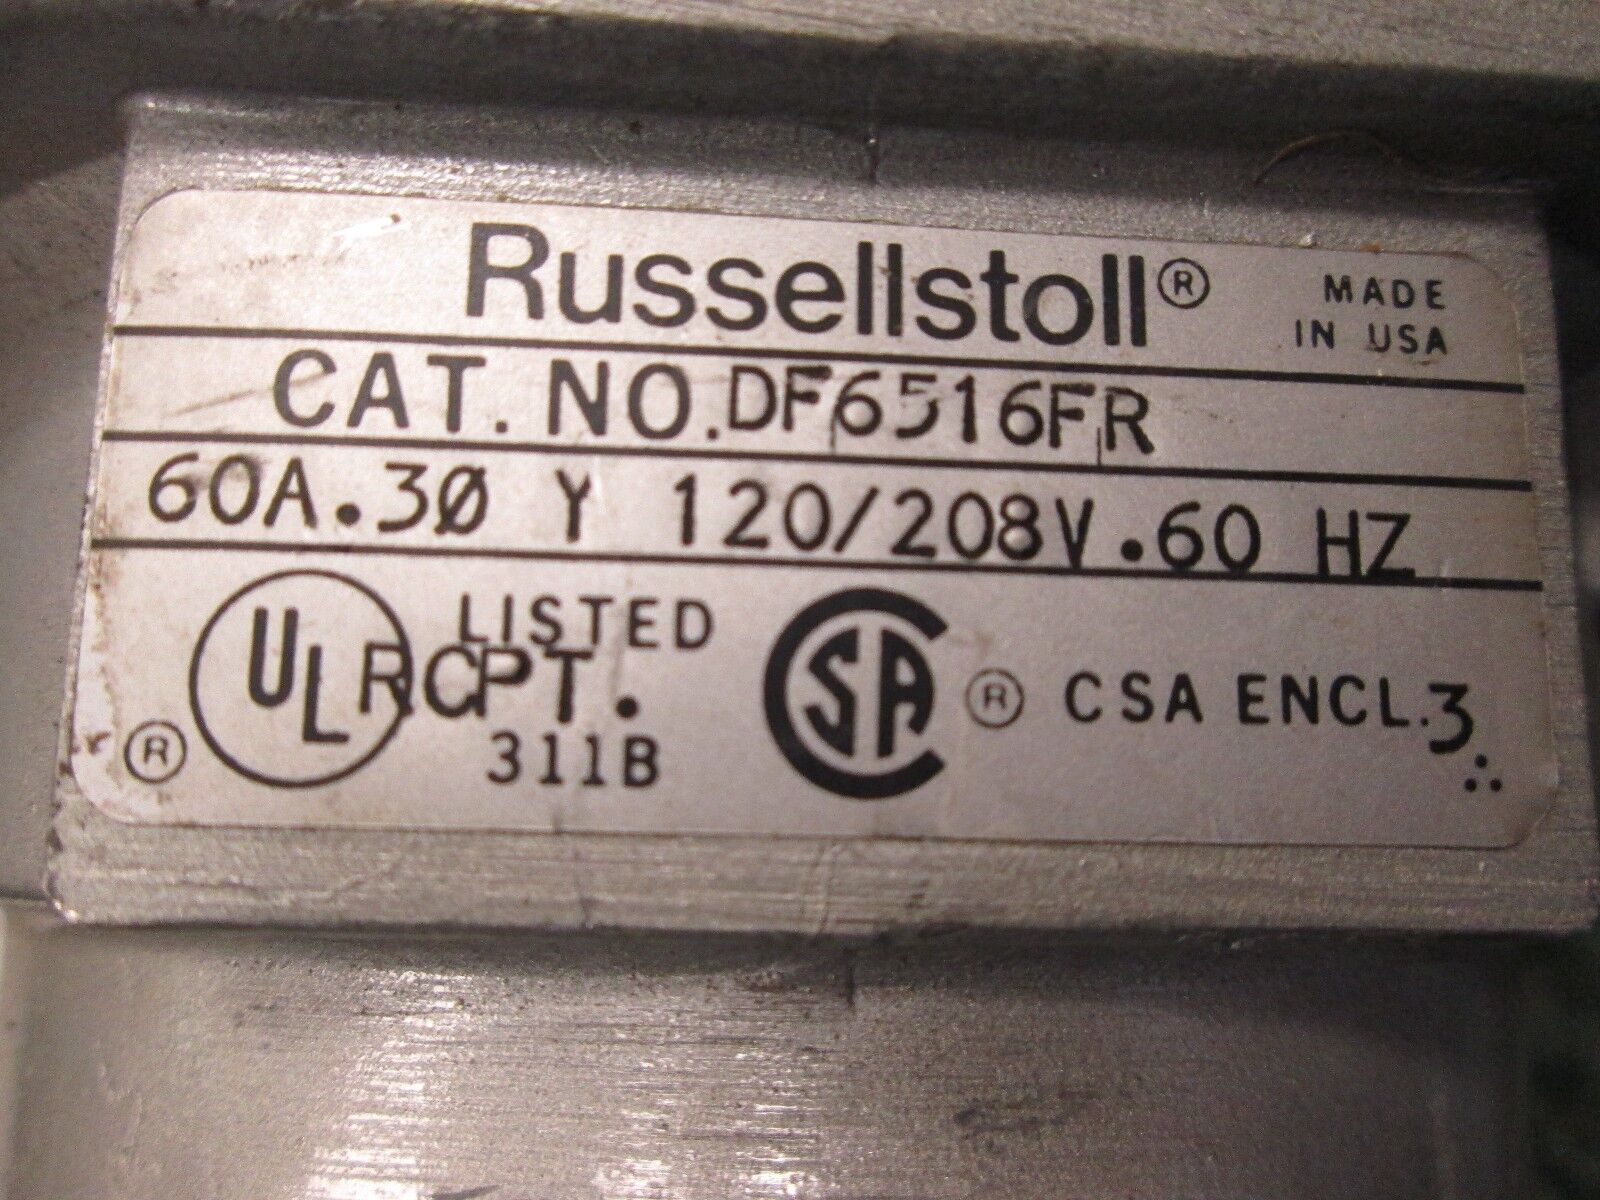 Russellstoll® MADE
IN USA
CAT. NO. DF6516FR
60A.3Ø Y 120/208V.60 HZ
UL LISTED
RCPT.
311B
®
CSA ® CSA ENCL.3